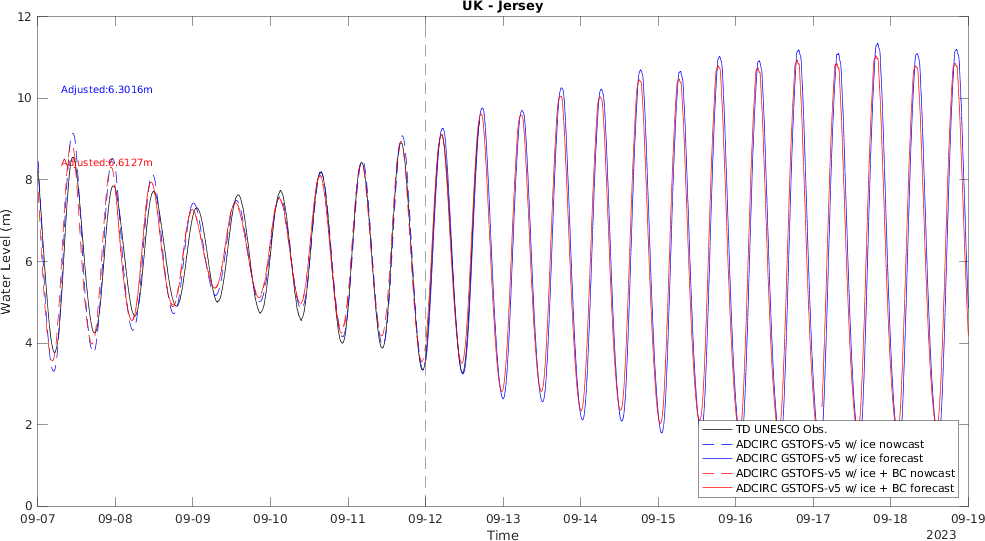 UK - Jersey
12
10
8
6
4
2
0
Water Level (m)
Adjusted:6.3016m
Adjusted:6.6127m
TD UNESCO Obs.
ADCIRC GSTOFS-v5 w/ ice nowcast
ADCIRC GSTOFS-v5 w/ ice forecast
ADCIRC GSTOFS-v5 w/ ice + BC nowcast
ADCIRC GSTOFS-v5 w/ ice + BC forecast
09-07 09-08 09-09 09-10 09-11 09-12 09-13 09-14 09-15 09-16 09-17 09-18 09-19
Time
2023